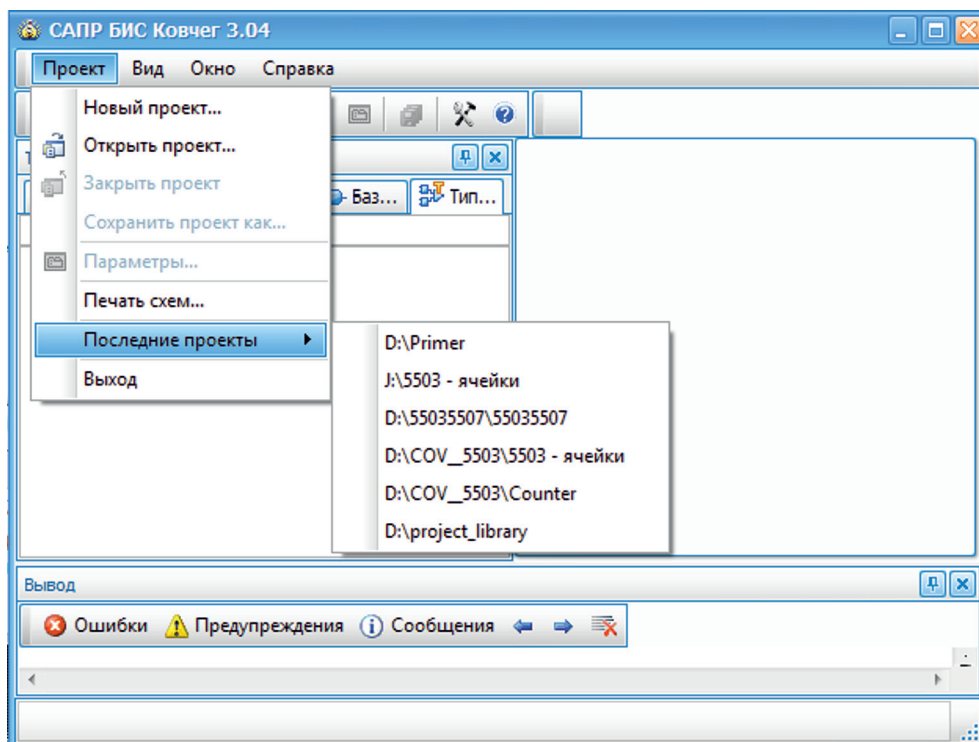 САПР БИС Ковчег 3.04
Проект Вид Окно Справка
Новый проект...
Открыть проект...
Закрыть проект
Баз... Тип...
Сохранить проект как...
Параметры...
Печать схем...
Последние проекты
Выход
D:\Primer
J:\5503 - ячейки
D:\55035507\55035507
D:\COV__5503\5503 - ячейки
D:\COV__5503\Counter
D:\project_library
Вывод
Ошибки Предупреждения Сообщения